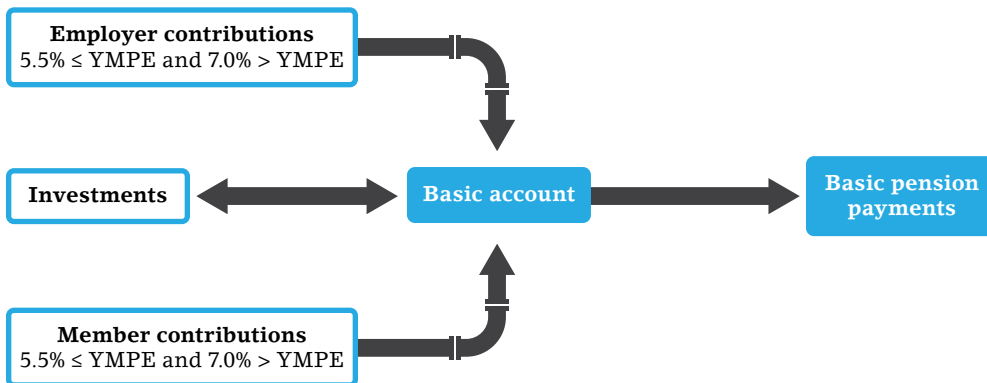 Employer contributions
5.5% ≤ YMPE and 7.0% > YMPE
Investments
Basic account
Basic pension
payments
Member contributions
5.5% ≤ YMPE and 7.0% > YMPE